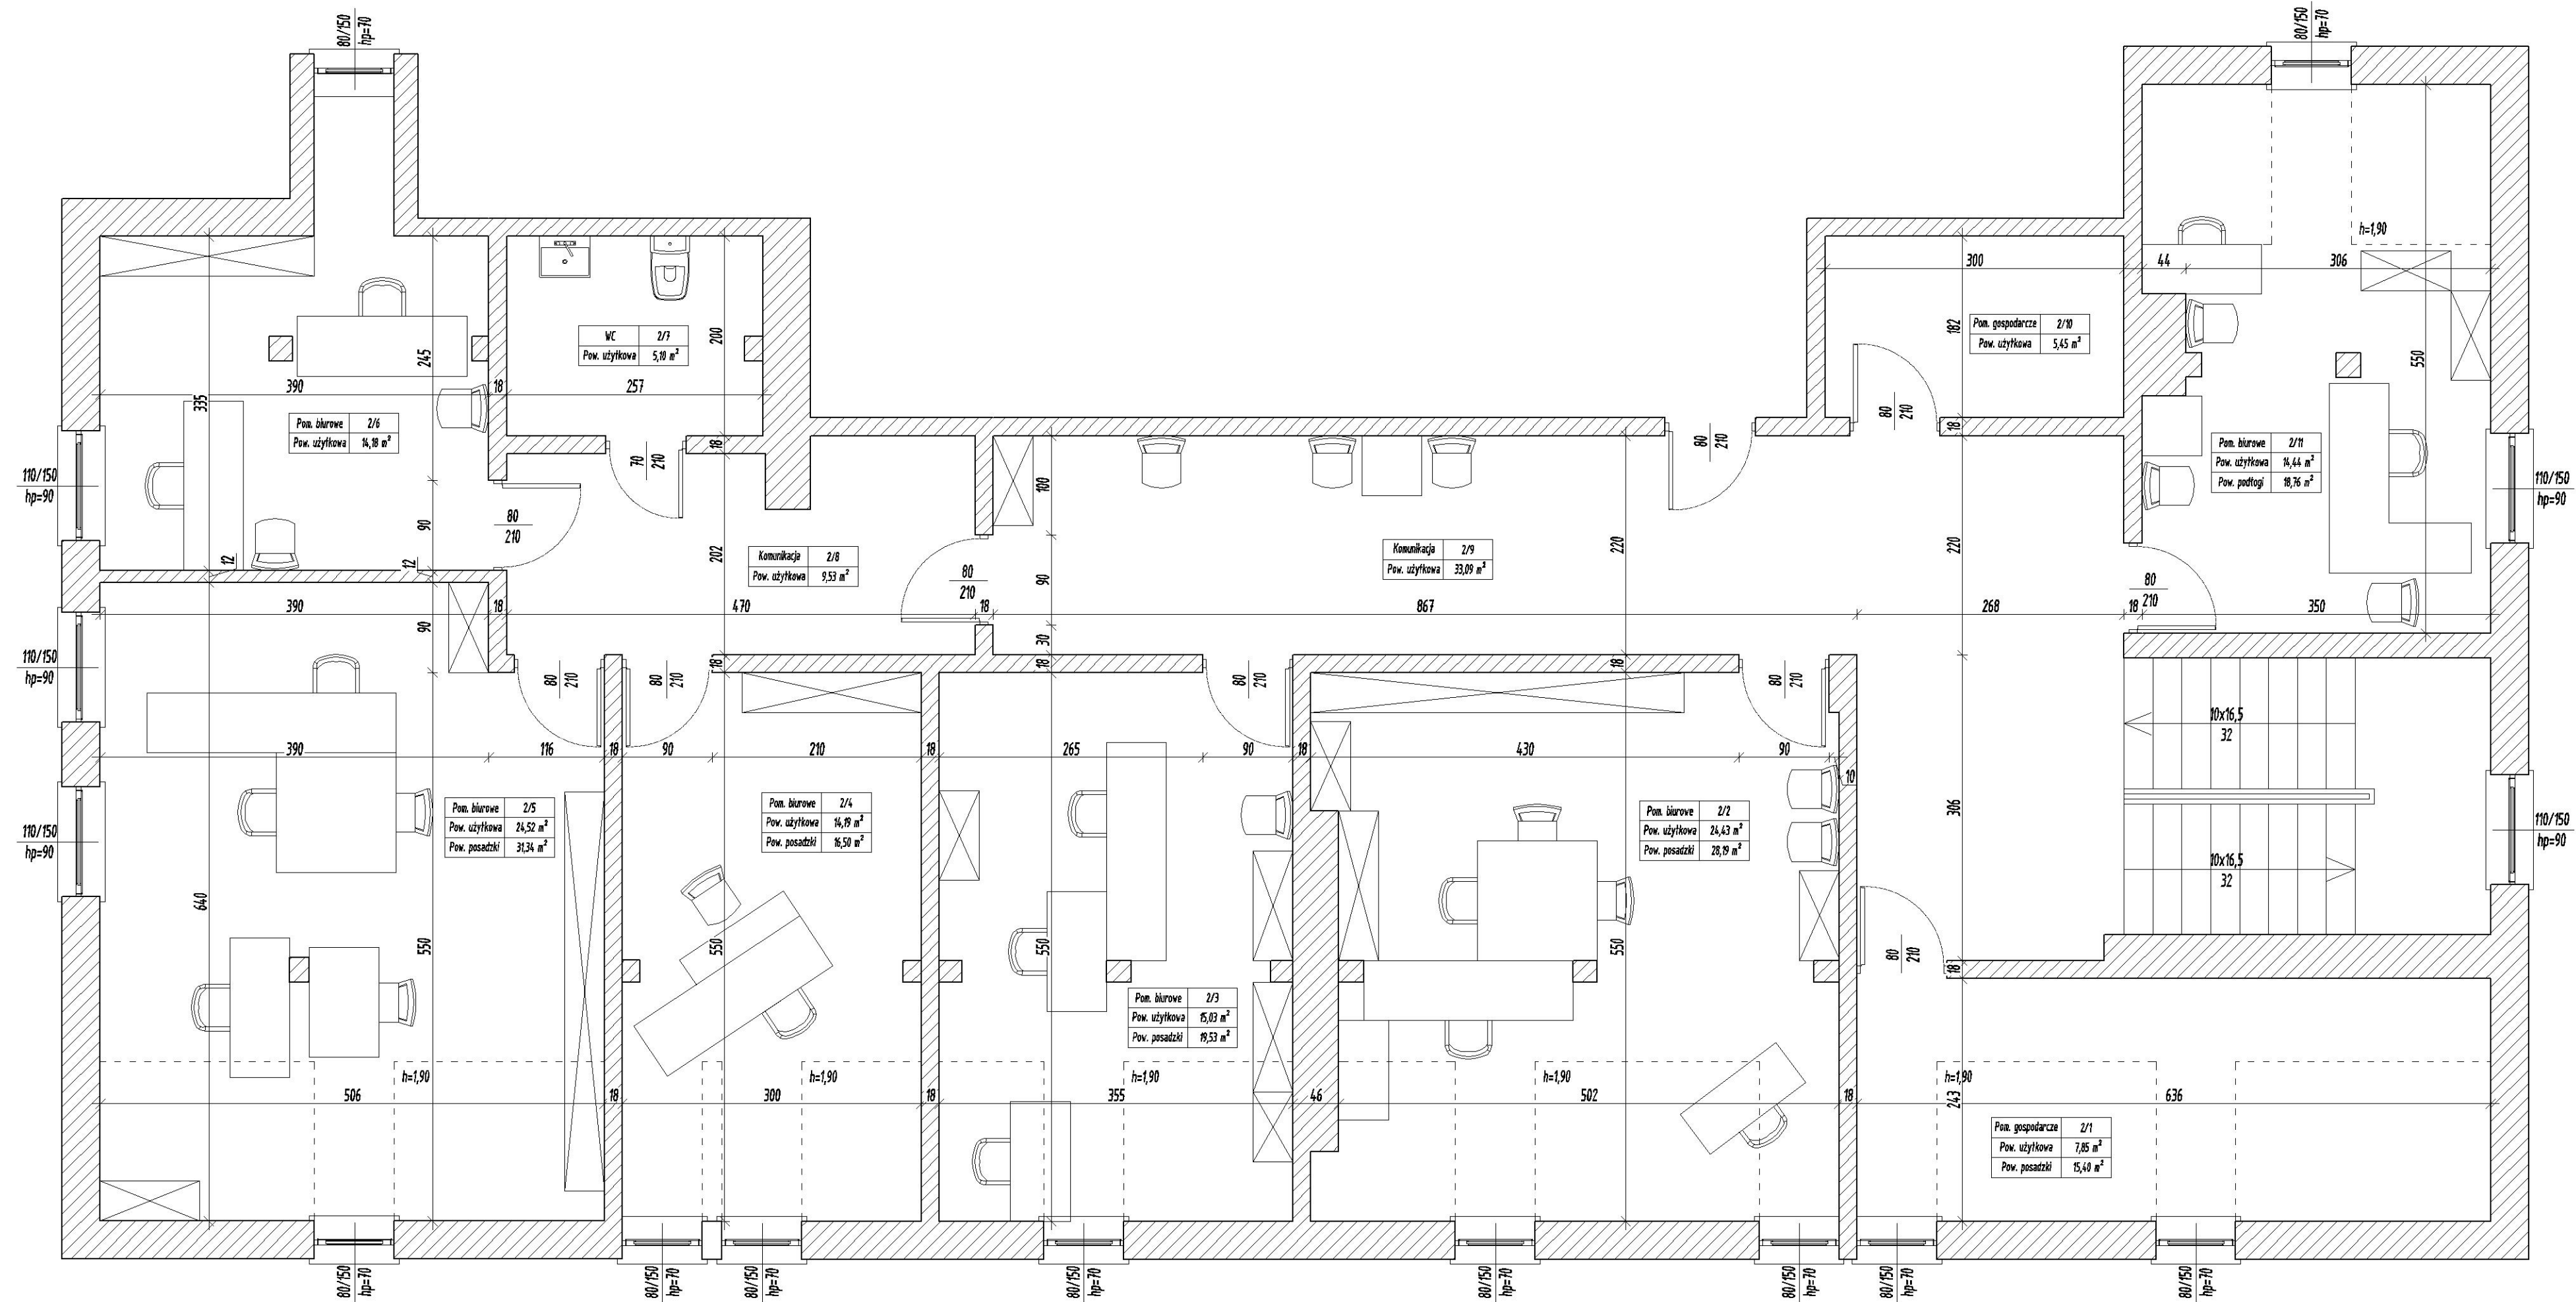 80/150
hp=70
80/150
hp=70
h=1,90
300
44
306
WC 2/7
Pow. użytkowa 5,10 m²
200
245
335
390
18
257
Pom. gospodarcze 2/10
Pow. użytkowa 5,45 m²
182
550
Pom. biurowe 2/6
Pow. użytkowa 14,18 m²
80
210
80
210
18
18
Pom. biurowe 2/11
Pow. użytkowa 14,44 m²
Pow. podłogi 18,76 m²
70
210
110/150
hp=90
110/150
hp=90
100
90
80
210
12
12
202
Komunikacja 2/8
Pow. użytkowa 9,53 m²
80
210
90
Komunikacja 2/9
Pow. użytkowa 33,09 m²
220
220
80
210
390
18
470
18
867
268
18
350
90
30
110/150
hp=90
80
210
80
210
18
18
80
210
18
80
210
10x16,5
32
390
116
18
90
210
18
265
90
18
430
90
10
110/150
hp=90
Pom. biurowe 2/5
Pow. użytkowa 24,52 m²
Pow. posadzki 31,34 m²
Pom. biurowe 2/4
Pow. użytkowa 14,19 m²
Pow. posadzki 16,50 m²
Pom. biurowe 2/2
Pow. użytkowa 24,43 m²
Pow. posadzki 28,19 m²
306
110/150
hp=90
10x16,5
32
640
550
550
550
550
80
210
18
Pom. biurowe 2/3
Pow. użytkowa 15,03 m²
Pow. posadzki 19,53 m²
h=1,90
h=1,90
h=1,90
h=1,90
h=1,90
506
18
300
18
355
46
502
18
243
636
Pom. gospodarcze 2/1
Pow. użytkowa 7,85 m²
Pow. posadzki 15,40 m²
80/150
hp=70
80/150
hp=70
80/150
hp=70
80/150
hp=70
80/150
hp=70
80/150
hp=70
80/150
hp=70
80/150
hp=70